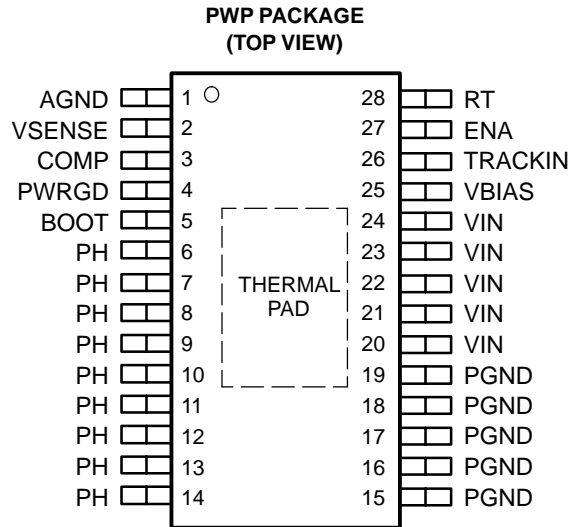 PWP PACKAGE
(TOP VIEW)
AGND 1 28 RT
VSENSE 2 27 ENA
COMP 3 26 TRACKIN
PWRGD 4 25 VBIAS
BOOT 5 24 VIN
PH 6 23 VIN
PH 7 22 VIN
PH 8 21 VIN
PH 9 20 VIN
PH 10 19 PGND
PH 11 18 PGND
PH 12 17 PGND
PH 13 16 PGND
PH 14 15 PGND
THERMAL
PAD